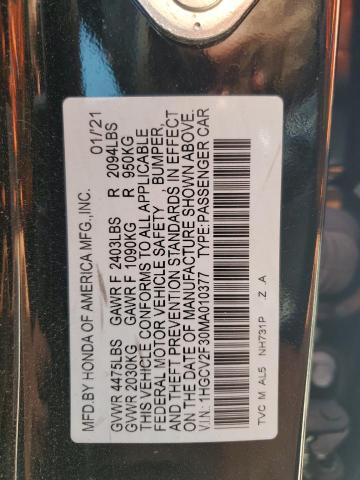 MFD.BY HONDA OF AMERICA MFG.,INC. 01/'21
GVWR 4475LBS GAWR F 2403LBS R 2094LBS
GVWR 2030KG GAWR F 1090KG R 950KG
THIS VEHICLE CONFORMS TO ALL APPLICABLE
FEDERAL MOTOR VEHICLE SAFETY, BUMPER,
AND THEFT PREVENTION STANDARDS IN EFFECT
ON THE DATE OF MANUFACTURE SHOWN ABOVE.
VIN: 1HGCV2F30MA010377 TYPE:PASSENGER CAR
TVC M AL5 NH731P Z A